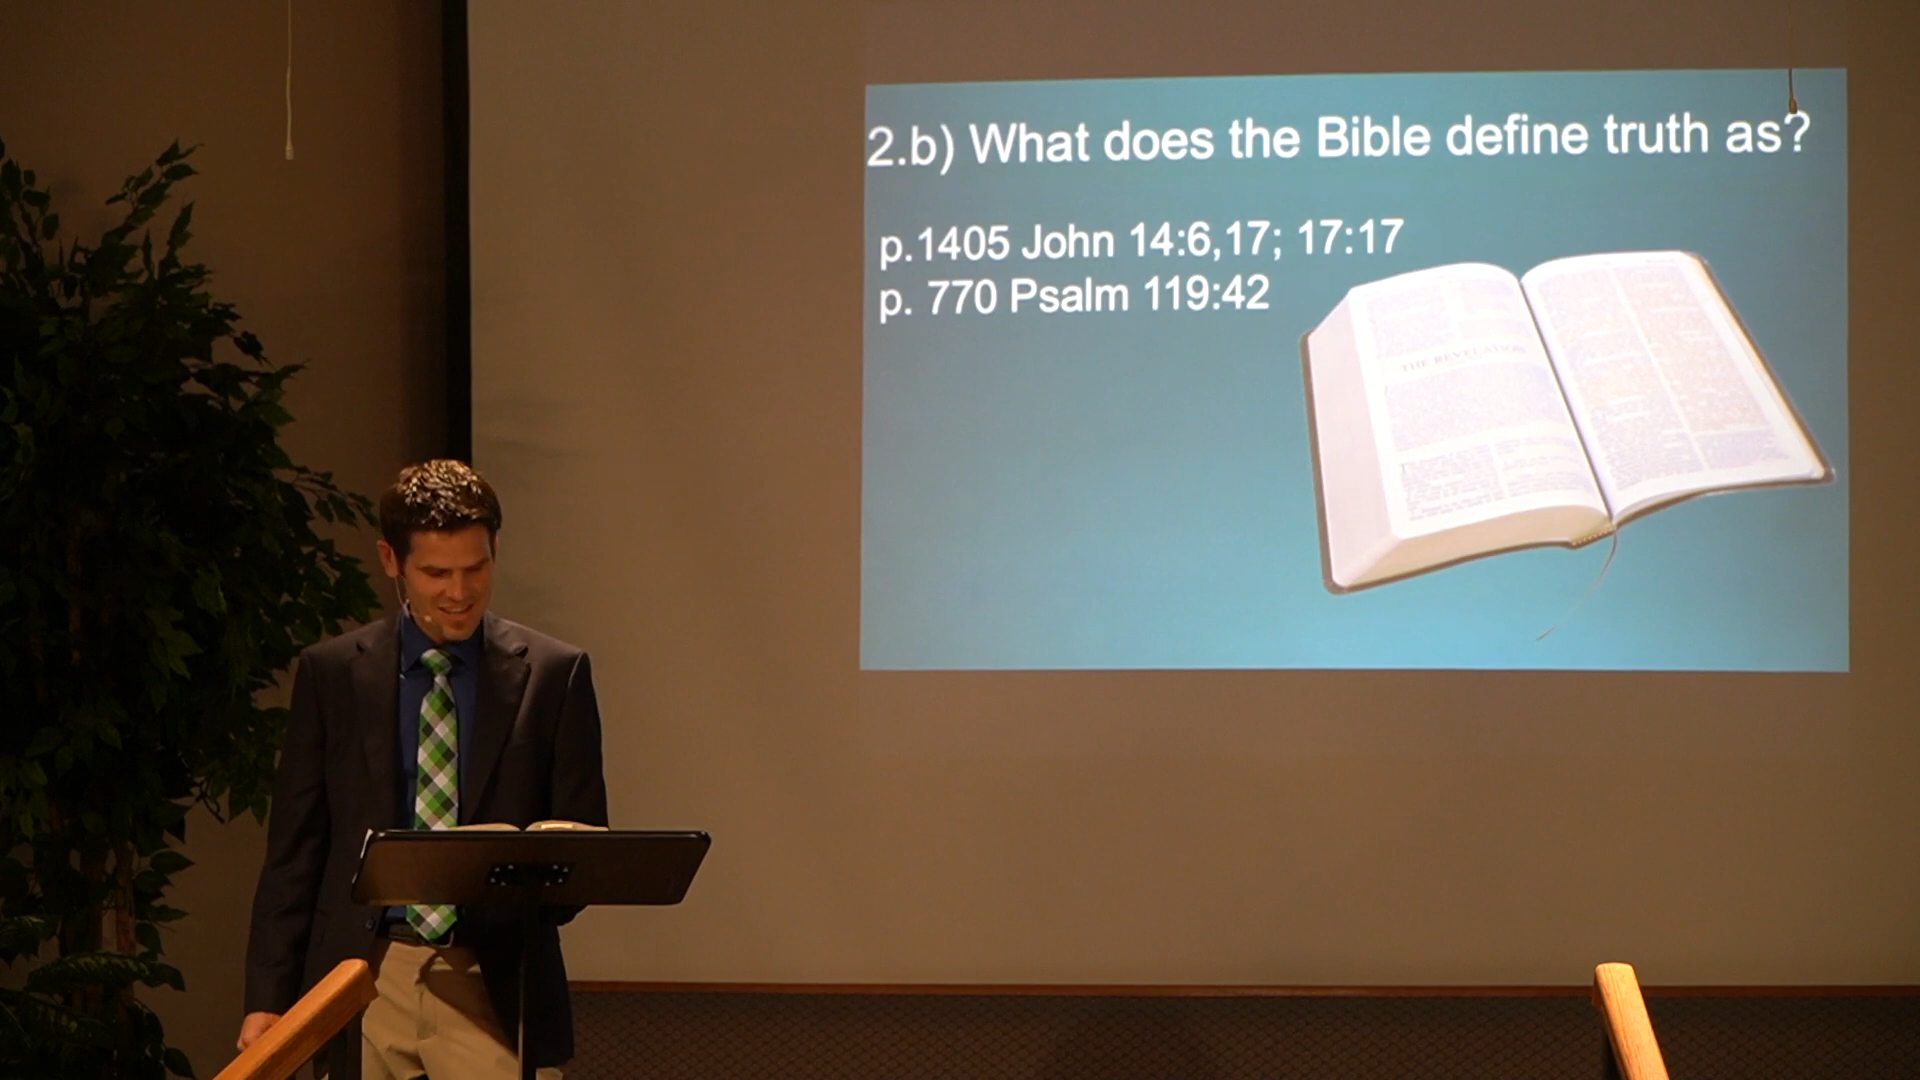 2.b) What does the Bible define truth as?
p.1405 John 14:6,17; 17:17
p. 770 Psalm 119:42
THE REVELATION